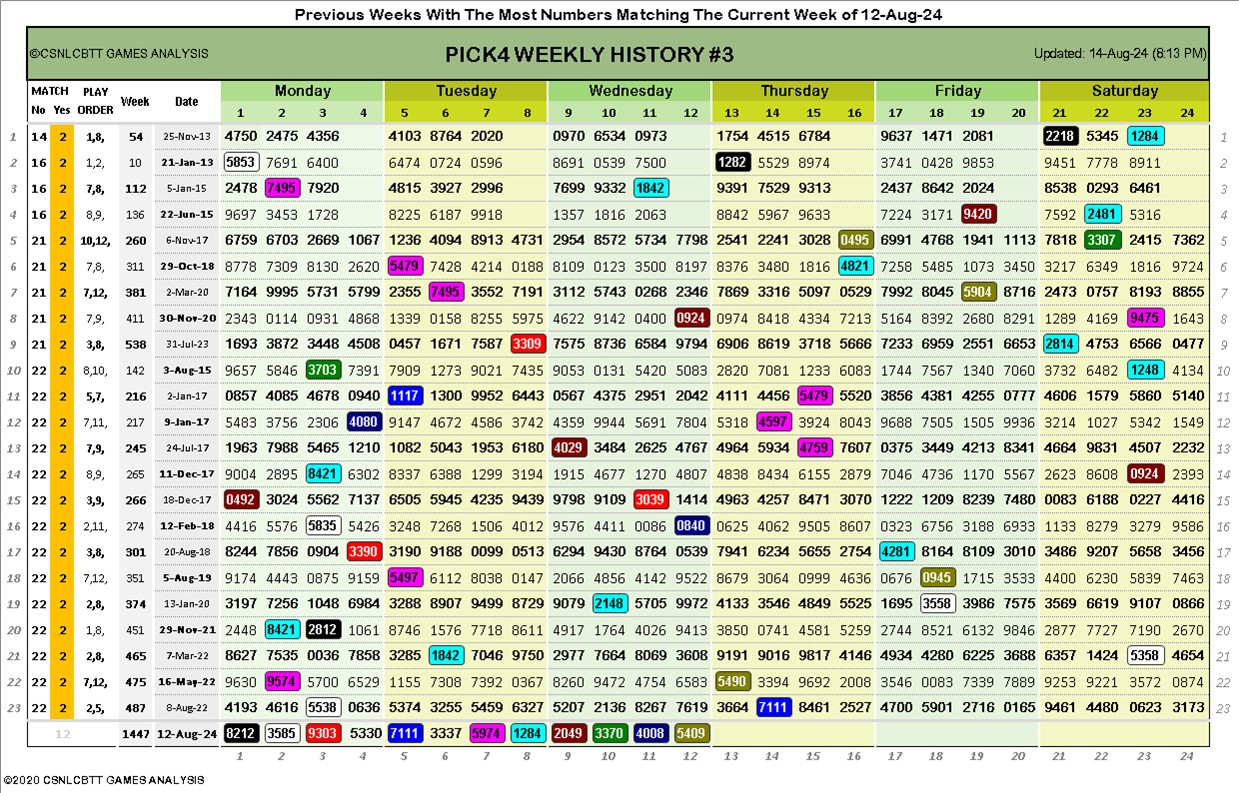 Previous Weeks With The Most Numbers Matching The Current Week of 12-Aug-24
©CSNLCBTT GAMES ANALYSIS PICK4 WEEKLY HISTORY #3 Updated: 14-Aug-24 (8:13 PM)
MATCH PLAY Week Date Monday Tuesday Wednesday Thursday Friday Saturday
No Yes ORDER 1 2 3 4 5 6 7 8 9 10 11 12 13 14 15 16 17 18 19 20 21 22 23 24
1 14 2 1,8, 54 25-Nov-13 4750 2475 4356 4103 8764 2020 0970 6534 0973 1754 4515 6784 9637 1471 2081 2218 5345 1284 1
2 16 2 1,2, 10 21-Jan-13 5853 7691 6400 6474 0724 0596 8691 0539 7500 1282 5529 8974 3741 0428 9853 9451 7778 8911 2
3 16 2 7,8, 112 5-Jan-15 2478 7495 7920 4815 3927 2996 7699 9332 1842 9391 7529 9313 2437 8642 2024 8538 0293 6461 3
4 16 2 8,9, 136 22-Jun-15 9697 3453 1728 8225 6187 9918 1357 1816 2063 8842 5967 9633 7224 3171 9420 7592 2481 5316 4
5 21 2 10,12, 260 6-Nov-17 6759 6703 2669 1067 1236 4094 8913 4731 2954 8572 5734 7798 2541 2241 3028 0495 6991 4768 1941 1113 7818 3307 2415 7362 5
6 21 2 7,8, 311 29-Oct-18 8778 7309 8130 2620 5479 7428 4214 0188 8109 0123 3500 8197 8376 3480 1816 4821 7258 5485 1073 3450 3217 6349 1816 9724 6
7 21 2 7,12, 381 2-Mar-20 7164 9995 5731 5799 2355 7495 3552 7191 3112 5743 0268 2346 7869 3316 5097 0529 7992 8045 5904 8716 2473 0757 8193 8855 7
8 21 2 7,9, 411 30-Nov-20 2343 0114 0931 4868 1339 0158 8255 5975 4622 9142 0400 0924 0974 8418 4334 7213 5164 8392 2680 8291 1289 4169 9475 1643 8
9 21 2 3,8, 538 31-Jul-23 1693 3872 3448 4508 0457 1671 7587 3309 7575 8736 6584 9794 6906 8619 3718 5666 7233 6959 2551 6653 2814 4753 6566 0477 9
10 22 2 8,10, 142 3-Aug-15 9657 5846 3703 7391 7909 1273 9021 7435 9053 0131 5420 5083 2820 7081 1233 6083 1744 7567 1340 7060 3732 6482 1248 4134 10
11 22 2 5,7, 216 2-Jan-17 0857 4085 4678 0940 1117 1300 9952 6443 0567 4375 2951 2042 4111 4456 5479 5520 3856 4381 4255 0777 4606 1579 5860 5140 11
12 22 2 7,11, 217 9-Jan-17 5483 3756 2306 4080 9147 4672 4586 3742 4359 9944 5691 7804 5318 4597 3924 8043 9688 7505 1505 9936 3214 1027 5342 1549 12
13 22 2 7,9, 245 24-Jul-17 1963 7988 5465 1210 1082 5043 1953 6180 4029 3484 2625 4767 4964 5934 4759 7607 0375 3449 4213 8341 4664 9831 4507 2232 13
14 22 2 8,9, 265 11-Dec-17 9004 2895 8421 6302 8337 6388 1299 3194 1915 4677 1270 4807 4838 8434 6155 2879 7046 4736 1170 5567 2623 8608 0924 2393 14
15 22 2 3,9, 266 18-Dec-17 0492 3024 5562 7137 6505 5945 4235 9439 9798 9109 3039 1414 4963 4257 8471 3070 1222 1209 8239 7480 0083 6188 0227 4416 15
16 22 2 2,11, 274 12-Feb-18 4416 5576 5835 5426 3248 7268 1506 4012 9576 4411 0086 0840 0625 4062 9505 8607 0323 6756 3188 6933 1133 8279 3279 9586 16
17 22 2 3,8, 301 20-Aug-18 8244 7856 0904 3390 3190 9188 0099 0513 6294 9430 8764 0539 7941 6234 5655 2754 4281 8164 8109 3010 3486 9207 5658 3456 17
18 22 2 7,12, 351 5-Aug-19 9174 4443 0875 9159 5497 6112 8038 0147 2066 4856 4142 9522 8679 3064 0999 4636 0676 0945 1715 3533 4400 6230 5839 7463 18
19 22 2 2,8, 374 13-Jan-20 3197 7256 1048 6984 3288 8907 9499 8729 9079 2148 5705 9972 4133 3546 4849 5525 1695 3558 3986 7575 3569 6619 9107 0866 19
20 22 2 1,8, 451 29-Nov-21 2448 8421 2812 1061 8746 1576 7718 8611 4917 1764 4026 9413 3850 0741 4581 5259 2744 8521 6132 9846 2877 7727 7190 2670 20
21 22 2 2,8, 465 7-Mar-22 8627 7535 0036 7858 3285 1842 7046 9750 2977 7664 8069 3608 9191 9016 9817 4146 4934 4280 6225 3688 6357 1424 5358 4654 21
22 22 2 7,12, 475 16-May-22 9630 9574 5700 6529 1155 7308 7392 0367 8260 9472 4754 6583 5490 3394 9692 2008 3546 0083 7539 7889 9253 9221 3572 0874 22
23 22 2 2,5, 487 8-Aug-22 4193 4616 5538 0636 5374 3255 5459 6327 5207 2136 8267 7619 3664 7111 8461 2527 4700 5901 2716 0165 9461 4480 0623 3173 23
12 1447 12-Aug-24 8212 3585 9303 5330 7111 3337 5974 1284 2049 3370 4008 5409
1 2 3 4 5 6 7 8 9 10 11 12 13 14 15 16 17 18 19 20 21 22 23 24
©2020 CSNLCBTT GAMES ANALYSIS